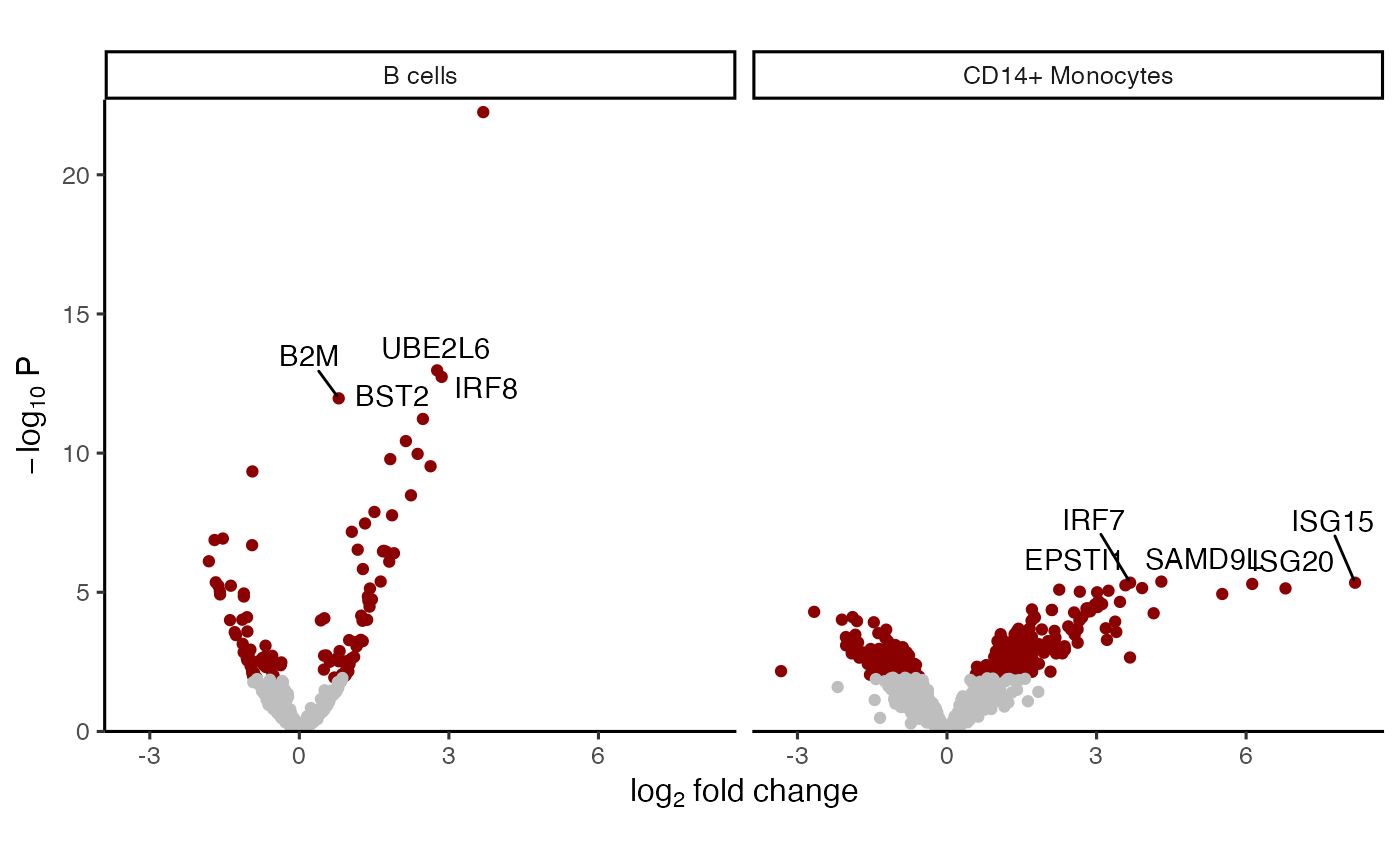 B cells
CD14+ Monocytes
20
15
10
5
0
− log10 P
B2M
UBE2L6
BST2
IRF8
IRF7
ISG15
EPSTI1
SAMD9L
ISG20
-3
0
3
6
-3
0
3
6
log2 fold change